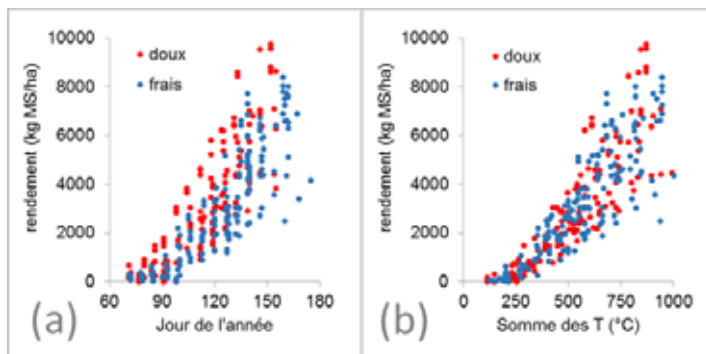 rendement (kg MS/ha)
10000
8000
6000
4000
2000
0
doux
frais
60
90
120
150
180
Jour de l'année
(a)
rendement (kg MS/ha)
10000
8000
6000
4000
2000
0
doux
frais
0
250
500
750
1000
Somme des T (°C)
(b)